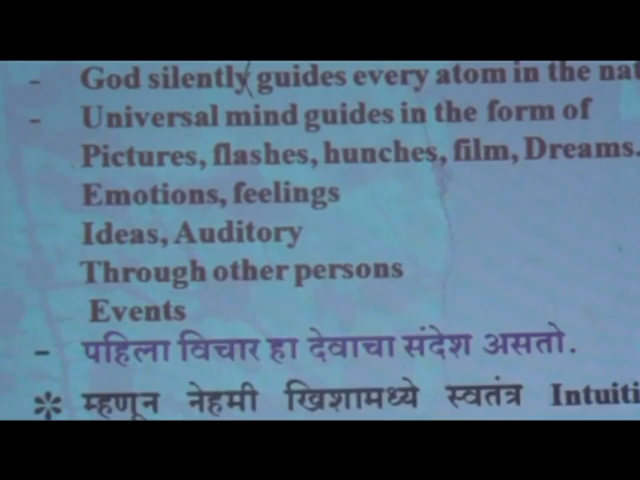 - God silently guides every atom in the nat
- Universal mind guides in the form of
Pictures, flashes, hunches, film, Dreams.
Emotions, feelings
Ideas, Auditory
Through other persons
Events
- पहिला विचार हा देवाचा संदेश असतो.
* म्हणून नेहमी खिशामध्ये स्वतंत्र Intuiti